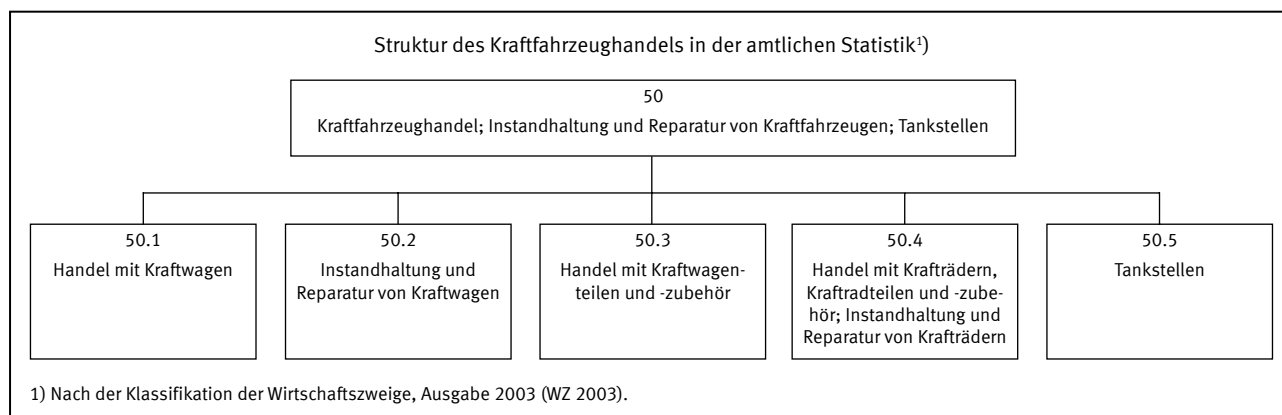 Struktur des Kraftfahrzeughandels in der amtlichen Statistik¹)
50
Kraftfahrzeughandel; Instandhaltung und Reparatur von Kraftfahrzeugen; Tankstellen
50.1
Handel mit Kraftwagen
50.2
Instandhaltung und
Reparatur von Kraftwagen
50.3
Handel mit Kraftwagen-
teilen und -zubehör
50.4
Handel mit Krafträdern,
Kraftradteilen und -zube-
hör; Instandhaltung und
Reparatur von Krafträdern
50.5
Tankstellen
1) Nach der Klassifikation der Wirtschaftszweige, Ausgabe 2003 (WZ 2003).